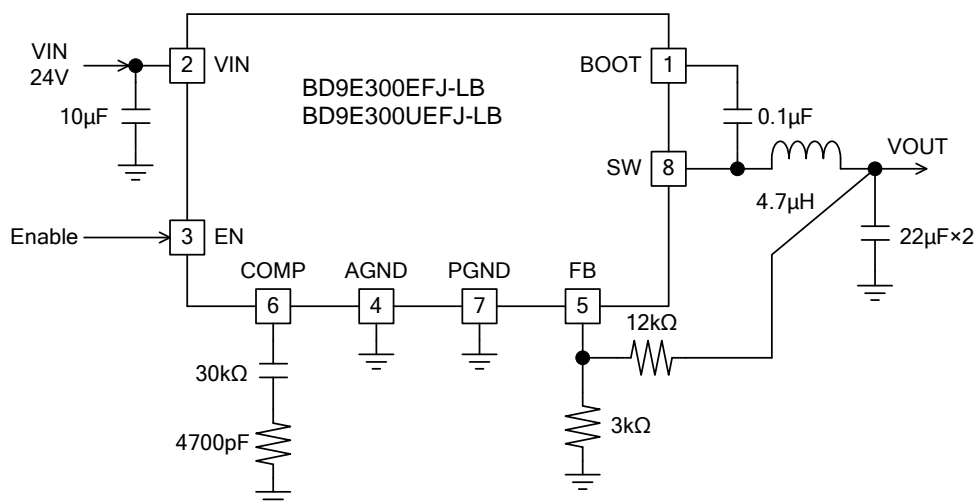 VIN
24V
2
VIN
BD9E300EFJ-LB
BD9E300UEFJ-LB
BOOT
1
10μF
0.1μF
SW
8
VOUT
4.7μH
22μF×2
Enable
3
EN
COMP
AGND
PGND
FB
6
4
7
5
12kΩ
30kΩ
3kΩ
4700pF